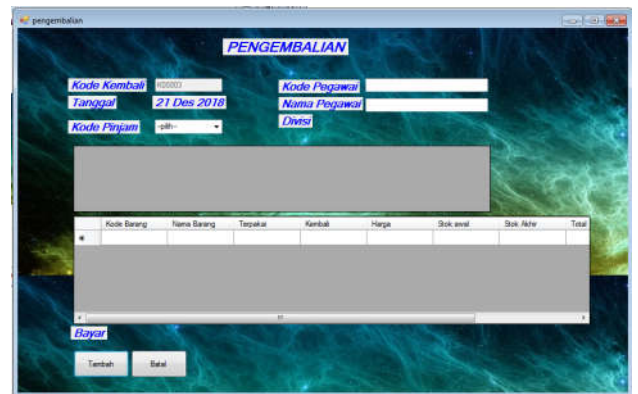 pengembalian
PENGEMBALIAN
Kode Kembali K00003 Kode Pegawai
Tanggal 21 Des 2018 Nama Pegawai
Kode Pinjam -pilih- Divisi
Kode Barang Nama Barang Terpakai Kembali Harga Stok awal Stok Akhir Total
Bayar
Tambah Batal